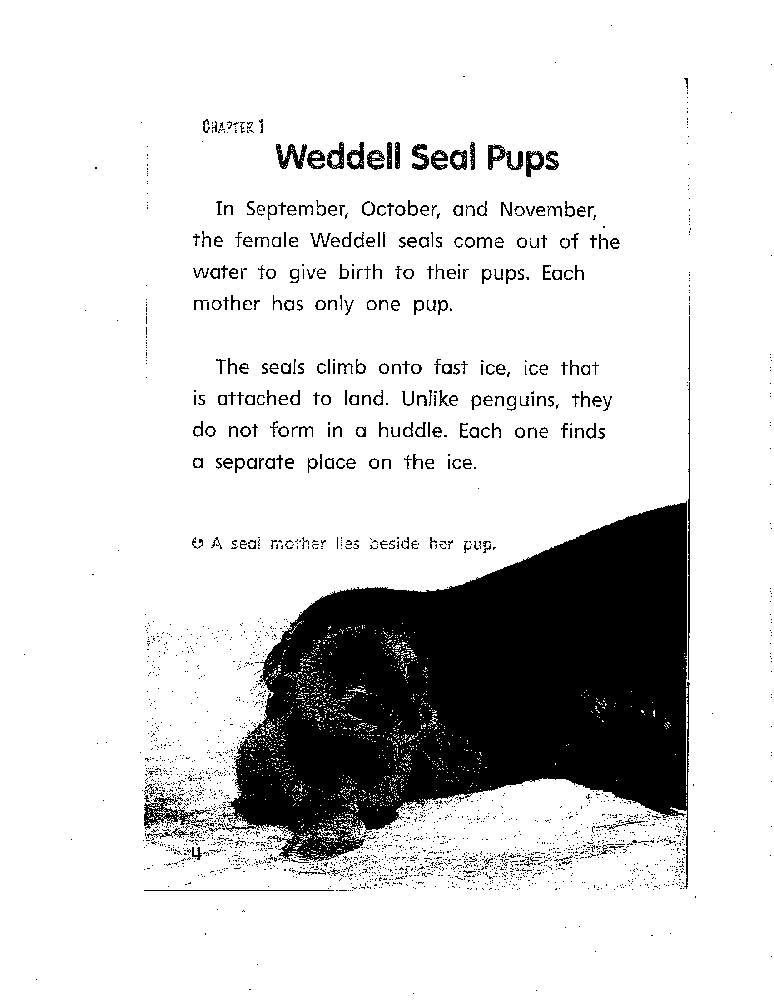 CHAPTER 1
Weddell Seal Pups
In September, October, and November,
the female Weddell seals come out of the
water to give birth to their pups. Each
mother has only one pup.
The seals climb onto fast ice, ice that
is attached to land. Unlike penguins, they
do not form in a huddle. Each one finds
a separate place on the ice.
A seal mother lies beside her pup.
4